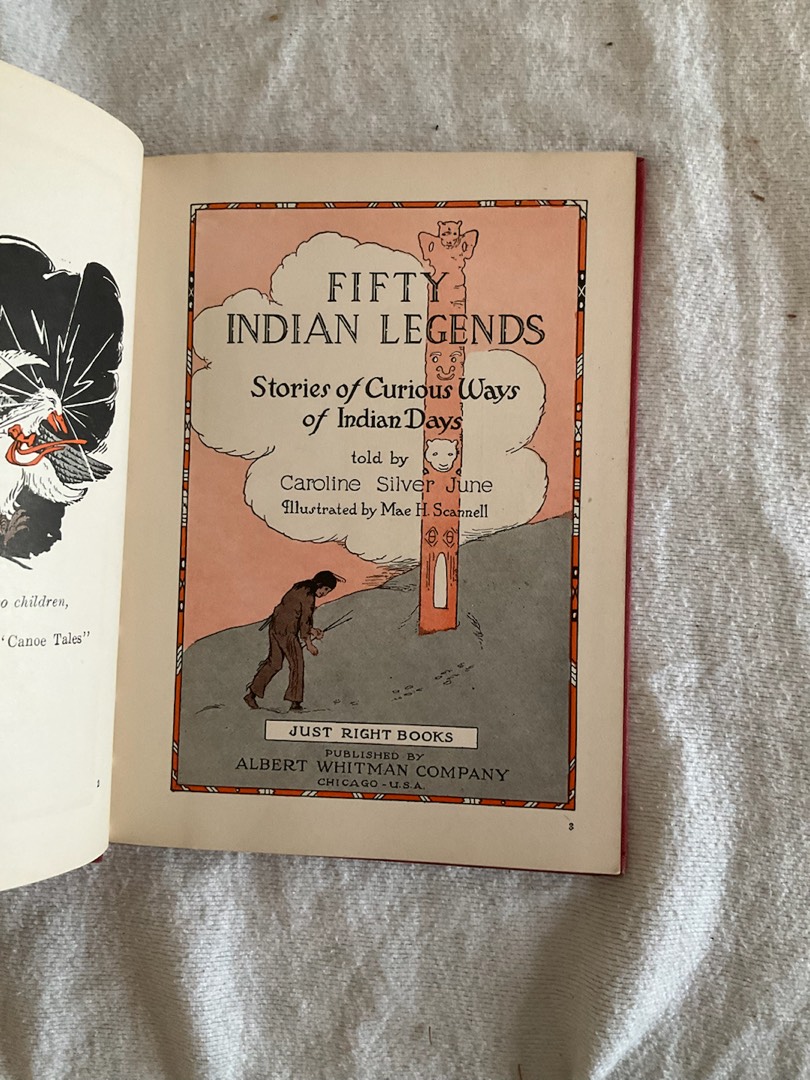 o children,
‘Canoe Tales”
FIFTY
INDIAN LEGENDS
Stories of Curious Ways
of Indian Days
told by
Caroline Silver June
Illustrated by Mae H. Scannell
JUST RIGHT BOOKS
PUBLISHED BY
ALBERT WHITMAN COMPANY
CHICAGO - U.S.A.
3